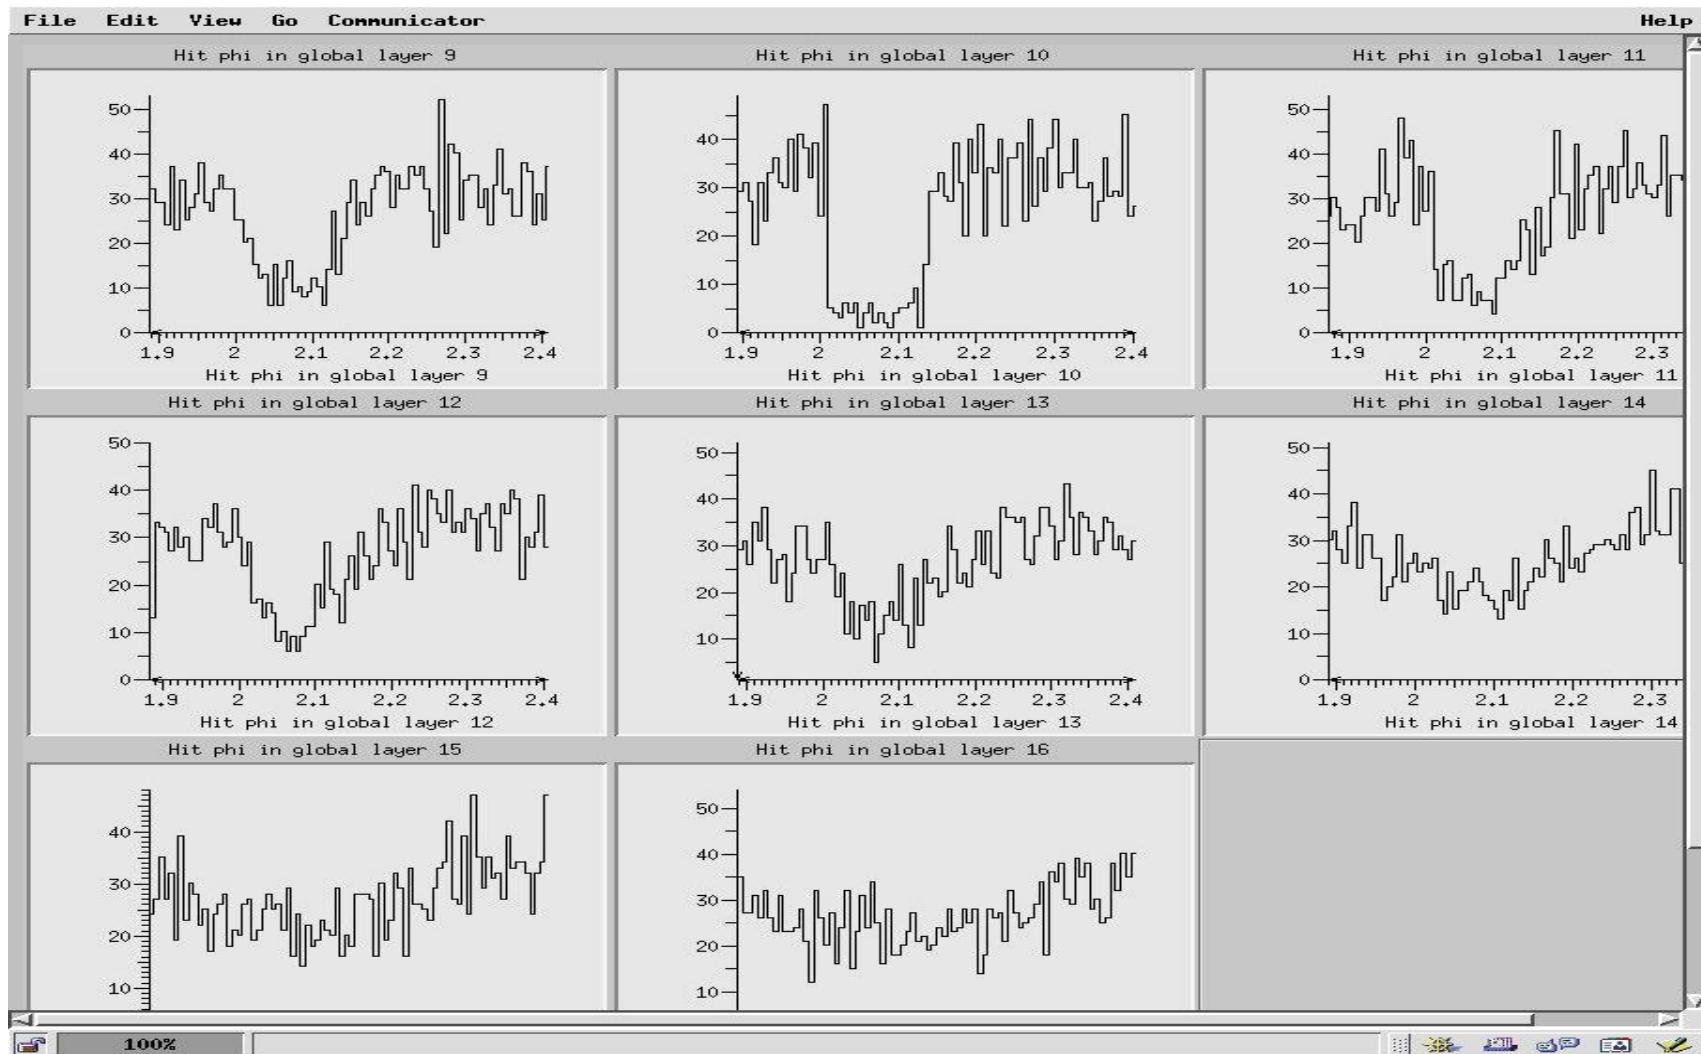 File Edit View Go Communicator Help
Hit phi in global layer 9
50
40
30
20
10
0
1.9 2 2.1 2.2 2.3 2.4
Hit phi in global layer 9
Hit phi in global layer 10
40
30
20
10
0
1.9 2 2.1 2.2 2.3 2.4
Hit phi in global layer 10
Hit phi in global layer 11
50
40
30
20
10
0
1.9 2 2.1 2.2 2.3
Hit phi in global layer 11
Hit phi in global layer 12
50
40
30
20
10
0
1.9 2 2.1 2.2 2.3 2.4
Hit phi in global layer 12
Hit phi in global layer 13
50
40
30
20
10
1.9 2 2.1 2.2 2.3 2.4
Hit phi in global layer 13
Hit phi in global layer 14
50
40
30
20
10
0
1.9 2 2.1 2.2 2.3
Hit phi in global layer 14
Hit phi in global layer 15
40
30
20
10
Hit phi in global layer 16
50
40
30
20
10
100%